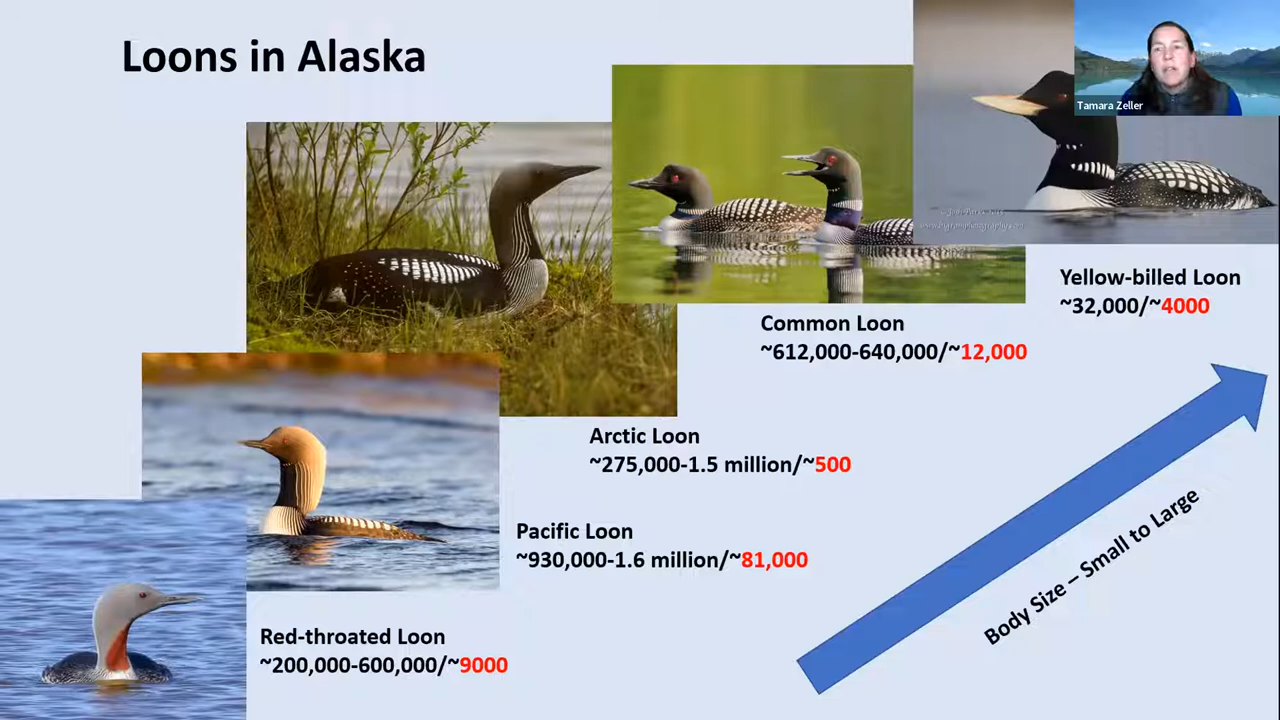 Loons in Alaska
Tamara Zeller
Yellow-billed Loon
~32,000/~4000
Common Loon
~612,000-640,000/~12,000
Arctic Loon
~275,000-1.5 million/~500
Pacific Loon
~930,000-1.6 million/~81,000
Red-throated Loon
~200,000-600,000/~9000
Body Size – Small to Large